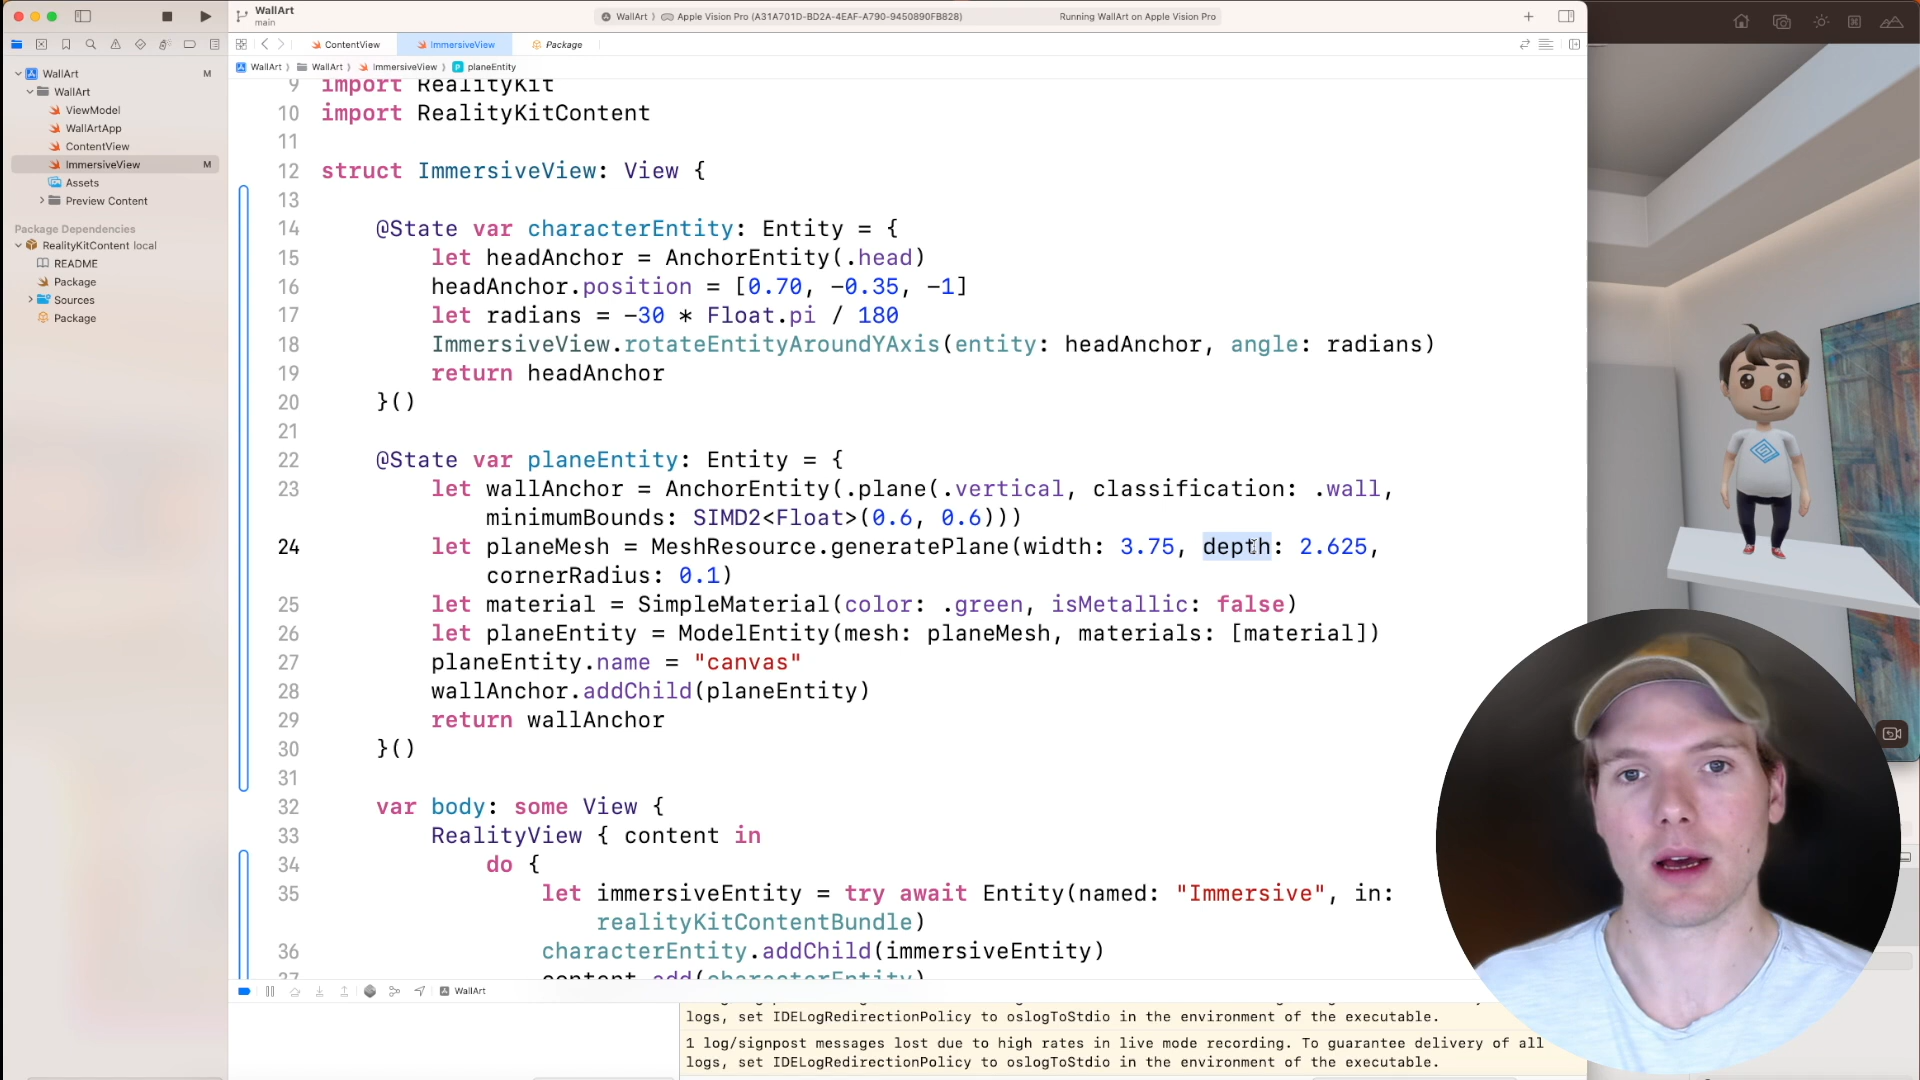 WallArt
main
WallArt
Apple Vision Pro (A31A701D-BD2A-4EAF-A790-9450890FB828)
Running WallArt on Apple Vision Pro
ContentView
ImmersiveView
Package
WallArt
WallArt
ImmersiveView
planeEntity
WallArt M
WallArt
ViewModel
WallArtApp
ContentView
ImmersiveView M
Assets
Preview Content
Package Dependencies
RealityKitContent local
README
Package
Sources
Package
9 import RealityKit
10 import RealityKitContent
11
12 struct ImmersiveView: View {
13
14 @State var characterEntity: Entity = {
15 let headAnchor = AnchorEntity(.head)
16 headAnchor.position = [0.70, -0.35, -1]
17 let radians = -30 * Float.pi / 180
18 ImmersiveView.rotateEntityAroundYAxis(entity: headAnchor, angle: radians)
19 return headAnchor
20 }()
21
22 @State var planeEntity: Entity = {
23 let wallAnchor = AnchorEntity(.plane(.vertical, classification: .wall,
minimumBounds: SIMD2<Float>(0.6, 0.6)))
24 let planeMesh = MeshResource.generatePlane(width: 3.75, depth: 2.625,
cornerRadius: 0.1)
25 let material = SimpleMaterial(color: .green, isMetallic: false)
26 let planeEntity = ModelEntity(mesh: planeMesh, materials: [material])
27 planeEntity.name = "canvas"
28 wallAnchor.addChild(planeEntity)
29 return wallAnchor
30 }()
31
32 var body: some View {
33 RealityView { content in
34 do {
35 let immersiveEntity = try await Entity(named: "Immersive", in:
realityKitContentBundle)
36 characterEntity.addChild(immersiveEntity)
37 content.add(characterEntity)
WallArt
logs, set IDELogRedirectionPolicy to oslogToStdio in the environment of the executable.
1 log/signpost messages lost due to high rates in live mode recording. To guarantee delivery of all
logs, set IDELogRedirectionPolicy to oslogToStdio in the environment of the executable.